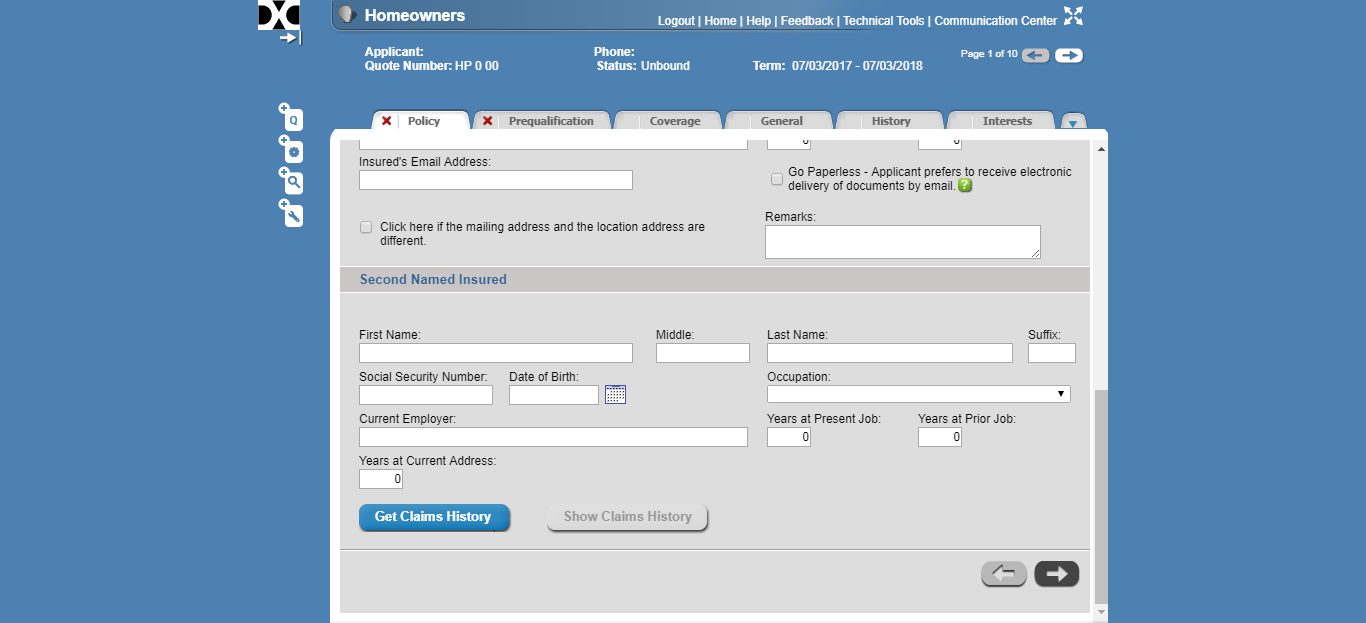 Homeowners
Logout | Home | Help | Feedback | Technical Tools | Communication Center
Applicant:
Phone:
Quote Number: HP 0 00
Status: Unbound
Term: 07/03/2017 - 07/03/2018
Page 1 of 10
Policy
Prequalification
Coverage
General
History
Interests
Q
0
0
Insured's Email Address:
Go Paperless - Applicant prefers to receive electronic
delivery of documents by email. ?
Click here if the mailing address and the location address are
different.
Remarks:
Second Named Insured
First Name:
Middle:
Last Name:
Suffix:
Social Security Number:
Date of Birth:
Occupation:
Current Employer:
Years at Present Job:
Years at Prior Job:
0
0
Years at Current Address:
0
Get Claims History
Show Claims History